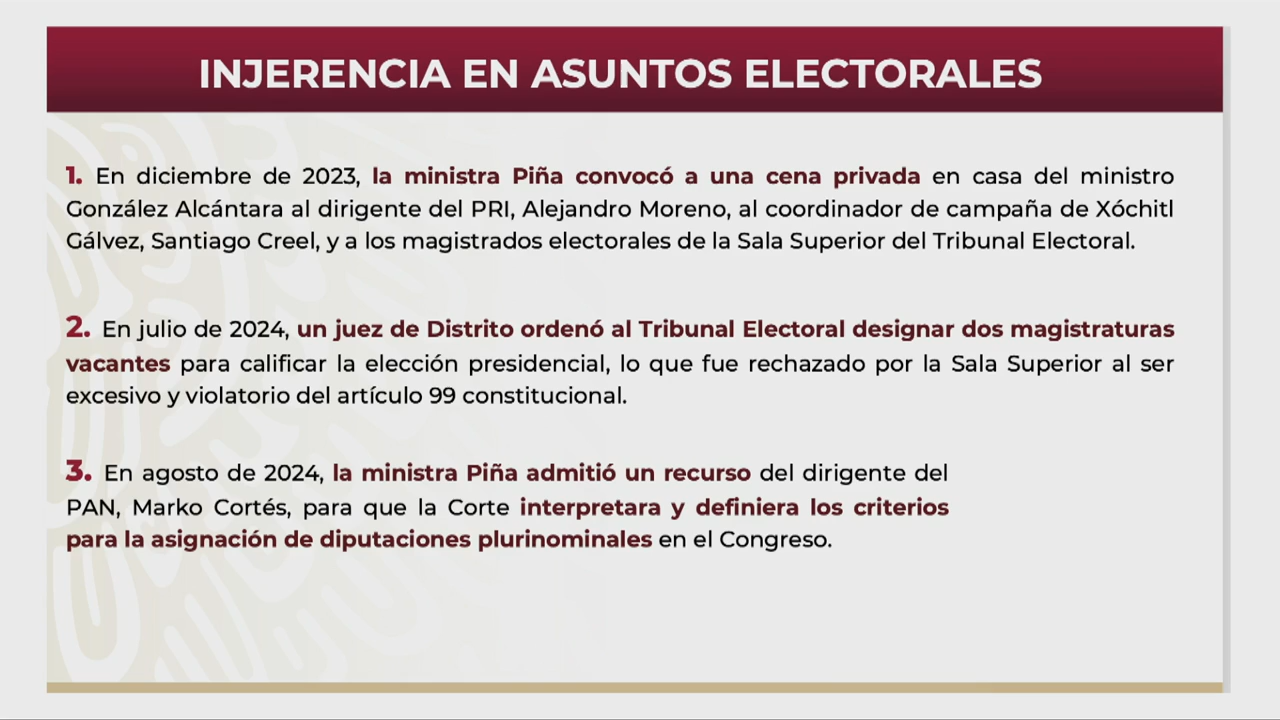 INJERENCIA EN ASUNTOS ELECTORALES
1. En diciembre de 2023, la ministra Piña convocó a una cena privada en casa del ministro
González Alcántara al dirigente del PRI, Alejandro Moreno, al coordinador de campaña de Xóchitl
Gálvez, Santiago Creel, y a los magistrados electorales de la Sala Superior del Tribunal Electoral.
2. En julio de 2024, un juez de Distrito ordenó al Tribunal Electoral designar dos magistraturas
vacantes para calificar la elección presidencial, lo que fue rechazado por la Sala Superior al ser
excesivo y violatorio del artículo 99 constitucional.
3. En agosto de 2024, la ministra Piña admitió un recurso del dirigente del
PAN, Marko Cortés, para que la Corte interpretara y definiera los criterios
para la asignación de diputaciones plurinominales en el Congreso.